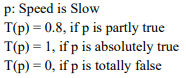 p: Speed is Slow
T(p) = 0.8, if p is partly true
T(p) = 1, if p is absolutely true
T(p) = 0, if p is totally false